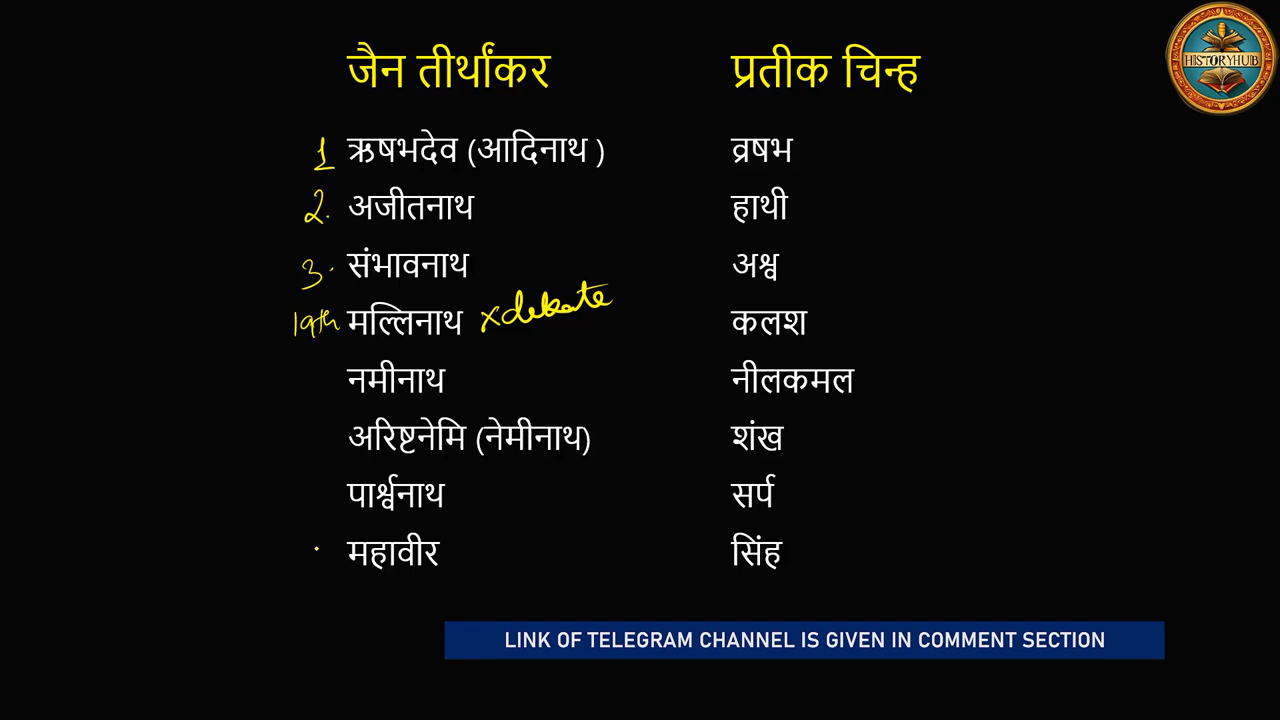 HISTORYHUB
जैन तीर्थांकर प्रतीक चिन्ह
1 ऋषभदेव (आदिनाथ ) व्रषभ
2. अजीतनाथ हाथी
3. संभावनाथ अश्व
19th मल्लिनाथ xdebate कलश
नमीनाथ नीलकमल
अरिष्टनेमि (नेमीनाथ) शंख
पार्श्वनाथ सर्प
महावीर सिंह
LINK OF TELEGRAM CHANNEL IS GIVEN IN COMMENT SECTION